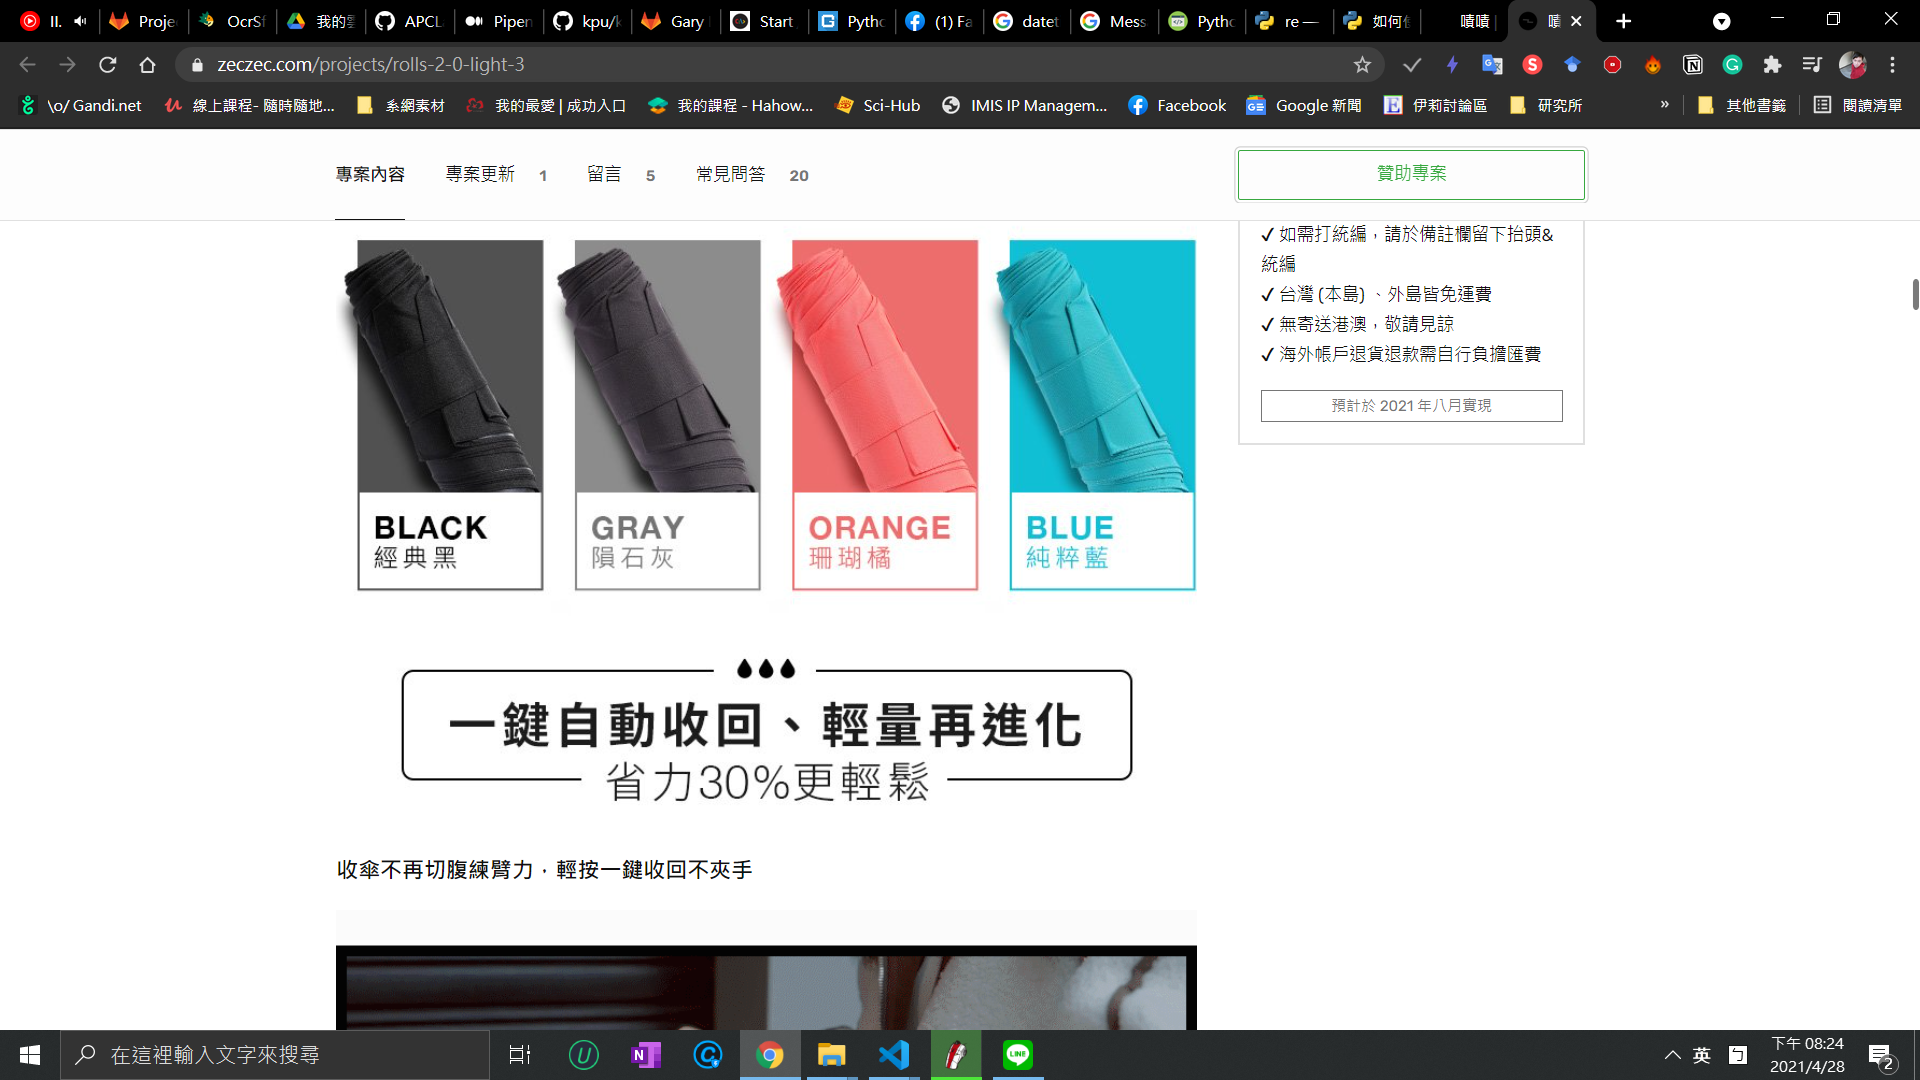 Proje
OcrSf
我的雲
APCL
Pipen
kpu/k
Gary
Start
Pytho
(1) Fa
datet
Mess
Pytho
re —
如何使
嘖嘖
zeczec.com/projects/rolls-2-0-light-3
\o/ Gandi.net
線上課程- 隨時隨地...
系網素材
我的最愛 | 成功入口
我的課程 - Hahow...
Sci-Hub
IMIS IP Managem...
Facebook
Google 新聞
伊莉討論區
研究所
»
其他書籤
閱讀清單
專案內容
專案更新 1
留言 5
常見問答 20
贊助專案
✓ 如需打統編，請於備註欄留下抬頭&
統編
✓ 台灣 (本島) 、外島皆免運費
✓ 無寄送港澳，敬請見諒
✓ 海外帳戶退貨退款需自行負擔匯費
預計於 2021 年八月實現
BLACK
經典黑
GRAY
隕石灰
ORANGE
珊瑚橘
BLUE
純粹藍
一鍵自動收回、輕量再進化
省力30%更輕鬆
收傘不再切腹練臂力，輕按一鍵收回不夾手
在這裡輸入文字來搜尋
英
下午 08:24
2021/4/28
2